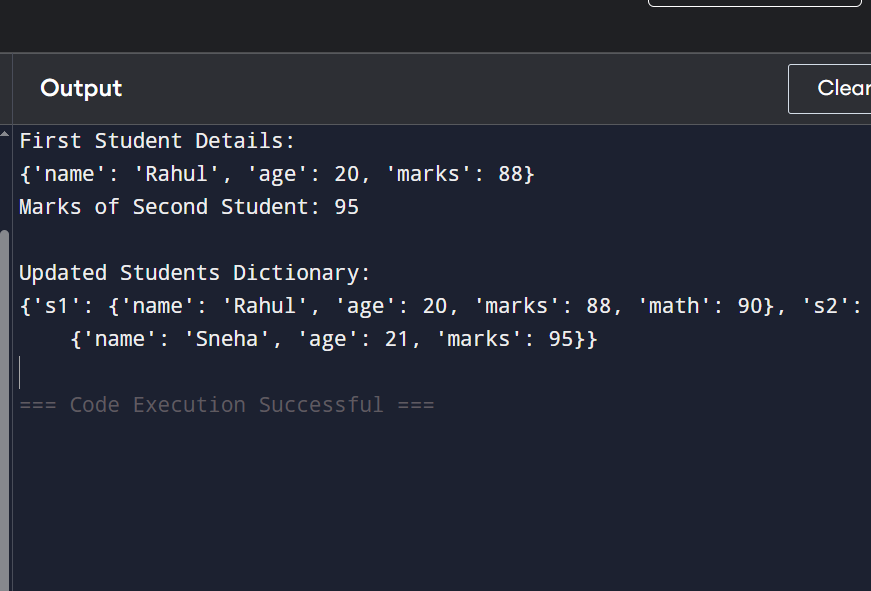 Output
Clear
First Student Details:
{'name': 'Rahul', 'age': 20, 'marks': 88}
Marks of Second Student: 95
Updated Students Dictionary:
{'s1': {'name': 'Rahul', 'age': 20, 'marks': 88, 'math': 90}, 's2':
{'name': 'Sneha', 'age': 21, 'marks': 95}}
=== Code Execution Successful ===